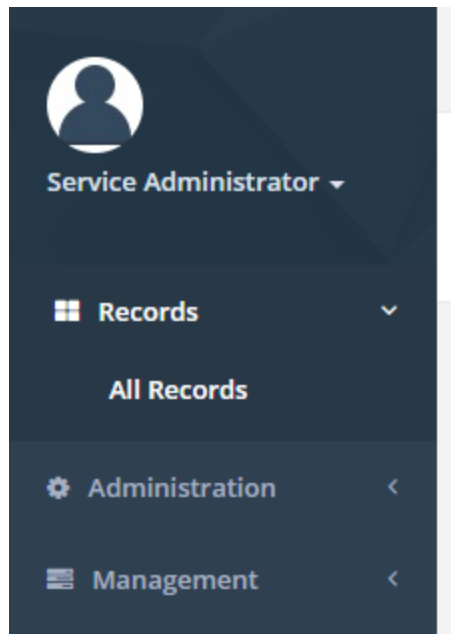 Service Administrator
Records
All Records
Administration
Management